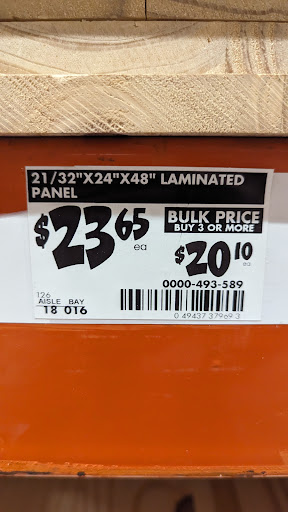 21/32"X24"X48" LAMINATED
PANEL
$23.65 ea
BULK PRICE
BUY 3 OR MORE
$20.10 ea
0000-493-589
126
AISLE BAY
18 016
0 49437 37969 3